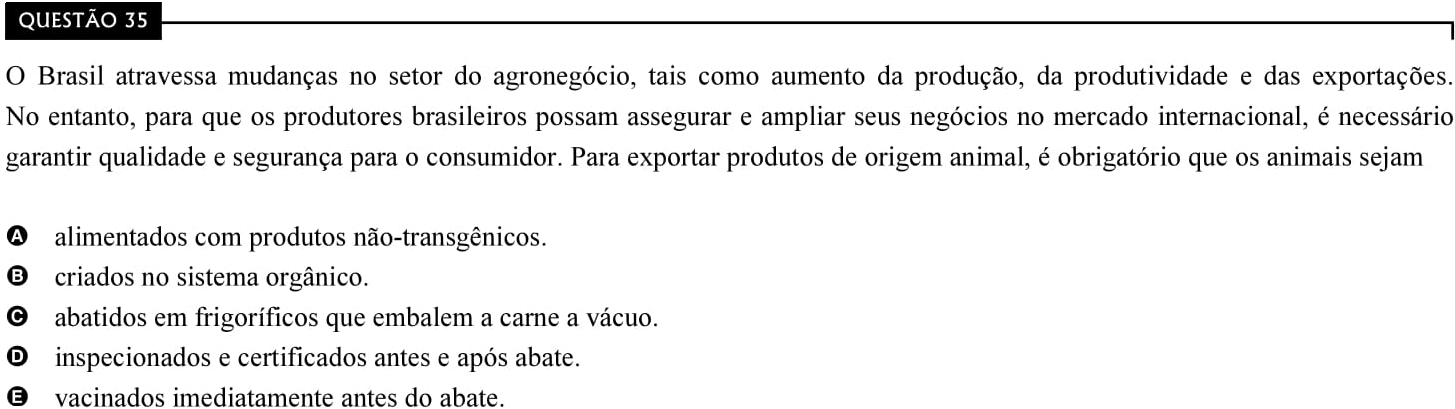 QUESTÃO 35
O Brasil atravessa mudanças no setor do agronegócio, tais como aumento da produção, da produtividade e das exportações.
No entanto, para que os produtores brasileiros possam assegurar e ampliar seus negócios no mercado internacional, é necessário
garantir qualidade e segurança para o consumidor. Para exportar produtos de origem animal, é obrigatório que os animais sejam
A alimentados com produtos não-transgênicos.
B criados no sistema orgânico.
C abatidos em frigoríficos que embalem a carne a vácuo.
D inspecionados e certificados antes e após abate.
E vacinados imediatamente antes do abate.